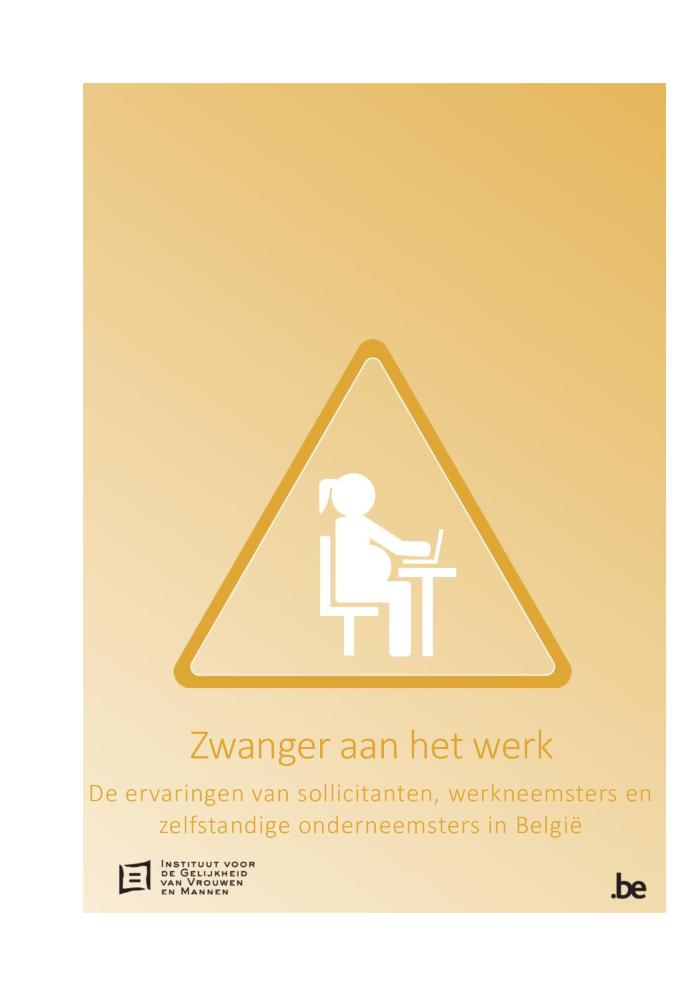 Zwanger aan het werk
De ervaringen van sollicitanten, werkneemsters en
zelfstandige onderneemsters in België
INSTITUUT VOOR
DE GELIJKHEID
VAN VROUWEN
EN MANNEN
.be